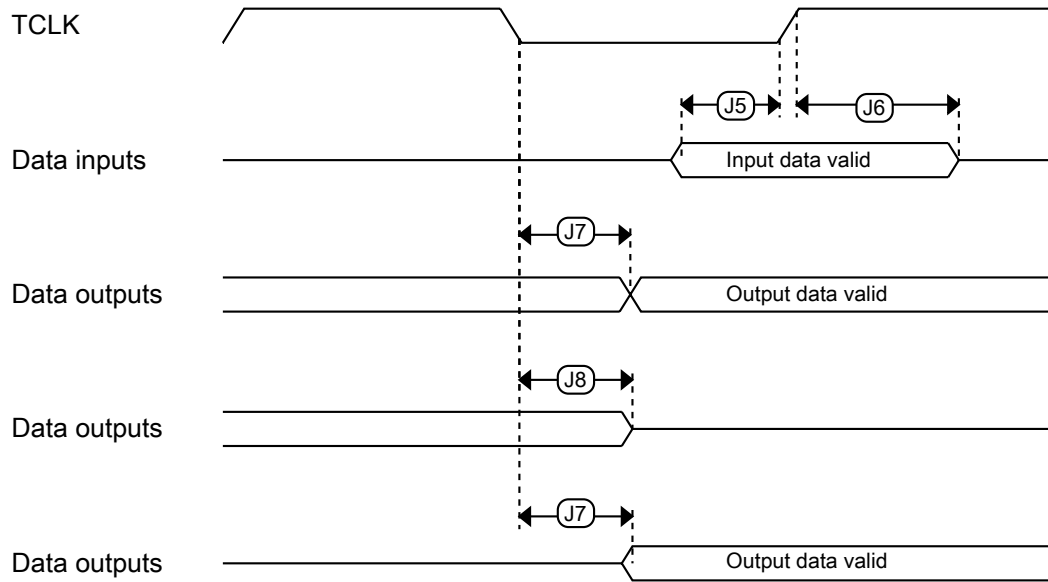 TCLK
J5
J6
Data inputs
Input data valid
J7
Data outputs
Output data valid
J8
Data outputs
J7
Data outputs
Output data valid